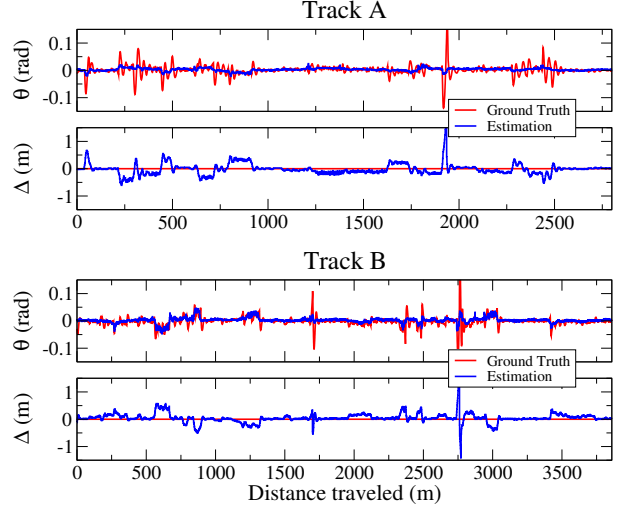 Track A
θ (rad)
0.1
0
-0.1
Ground Truth
Estimation
Δ (m)
1
0
-1
0 500 1000 1500 2000 2500
Track B
θ (rad)
0.1
0
-0.1
Ground Truth
Estimation
Δ (m)
1
0
-1
0 500 1000 1500 2000 2500 3000 3500
Distance traveled (m)